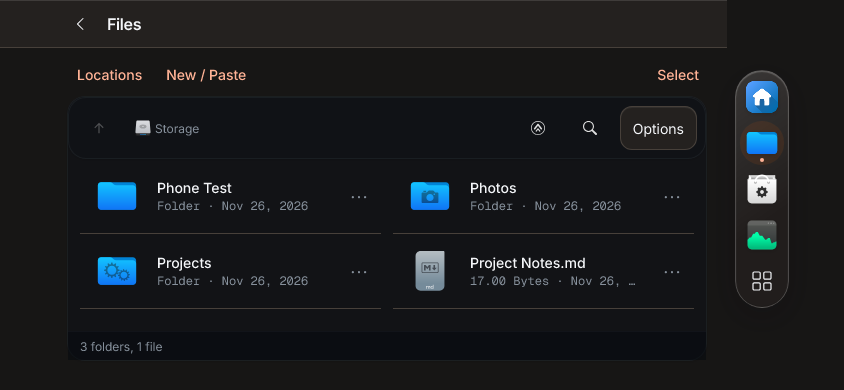 Files
Locations New / Paste Select
Storage Options
Phone Test
Folder · Nov 26, 2026
Photos
Folder · Nov 26, 2026
Projects
Folder · Nov 26, 2026
Project Notes.md
17.00 Bytes · Nov 26, …
M↓
md
3 folders, 1 file